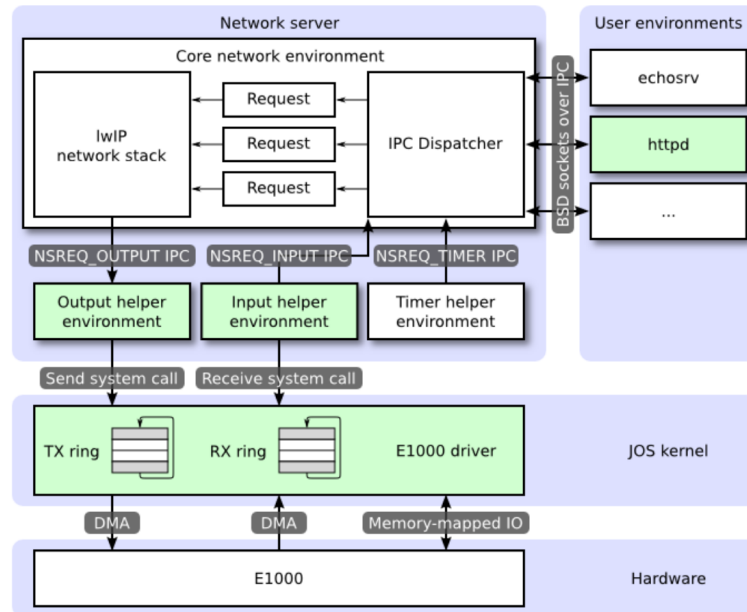 Network server
User environments
Core network environment
lwIP
network stack
Request
Request
Request
IPC Dispatcher
BSD sockets over IPC
echosrv
httpd
...
NSREQ_OUTPUT IPC
NSREQ_INPUT IPC
NSREQ_TIMER IPC
Output helper
environment
Input helper
environment
Timer helper
environment
Send system call
Receive system call
TX ring
RX ring
E1000 driver
JOS kernel
DMA
DMA
Memory-mapped IO
E1000
Hardware